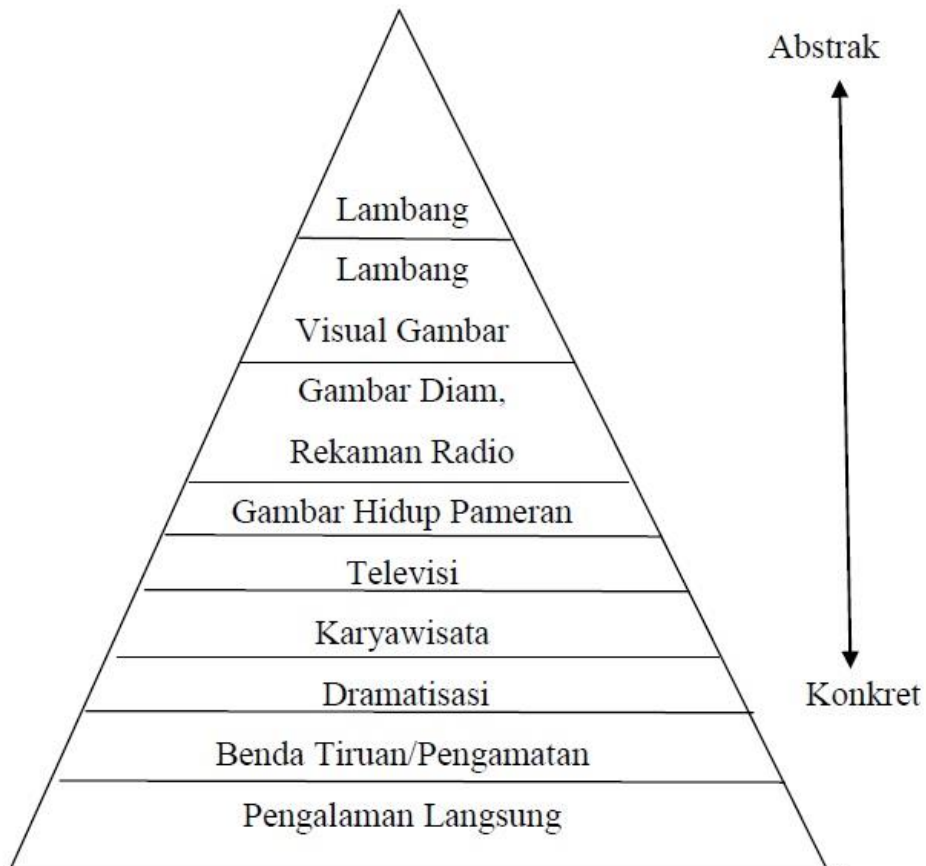 Abstrak
Lambang
Lambang
Visual Gambar
Gambar Diam,
Rekaman Radio
Gambar Hidup Pameran
Televisi
Karyawisata
Dramatisasi
Konkret
Benda Tiruan/Pengamatan
Pengalaman Langsung